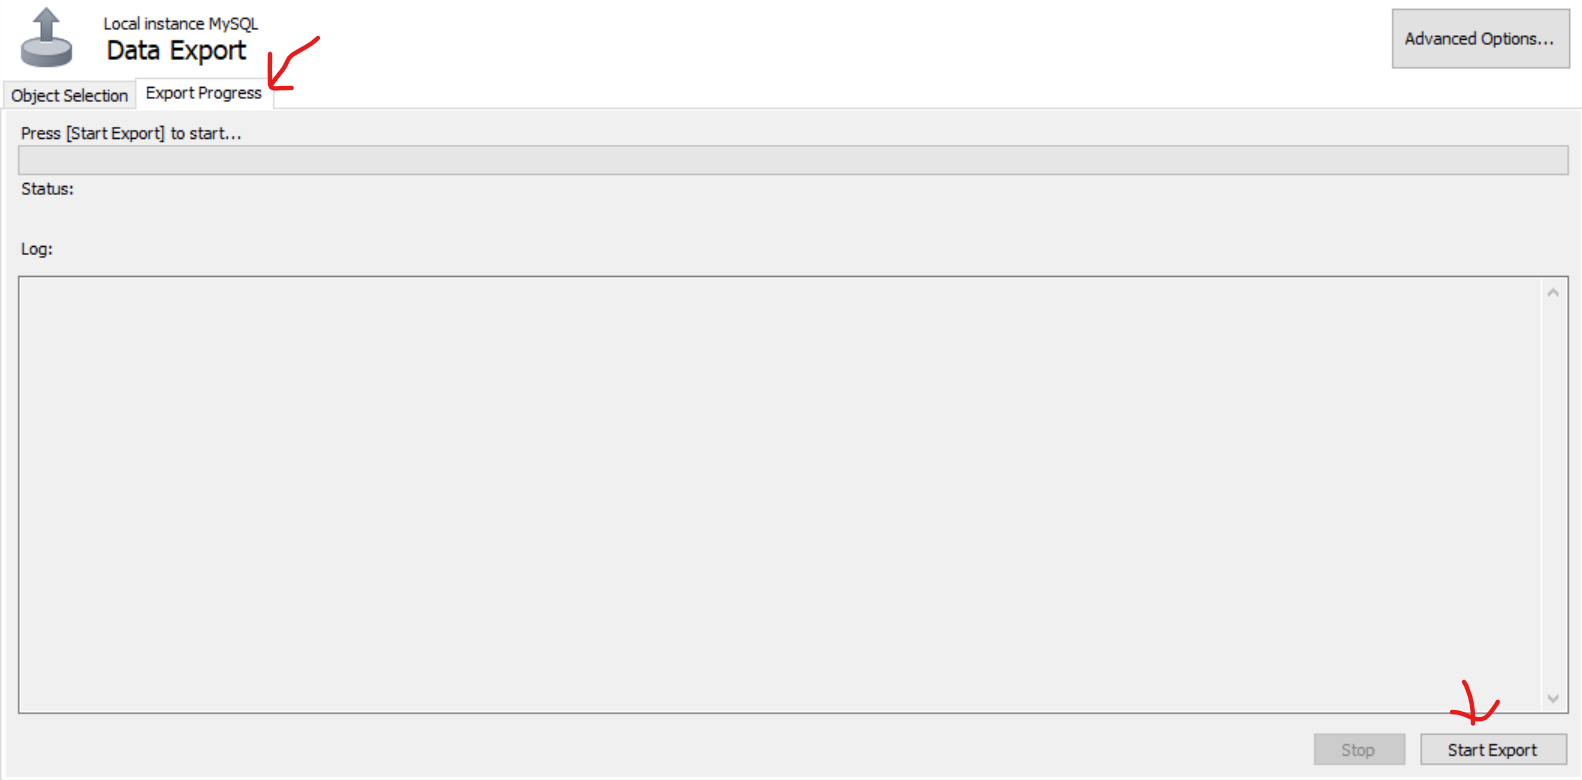 Local instance MySQL
Data Export
Advanced Options...
Object Selection
Export Progress
Press [Start Export] to start...
Status:
Log:
Stop
Start Export